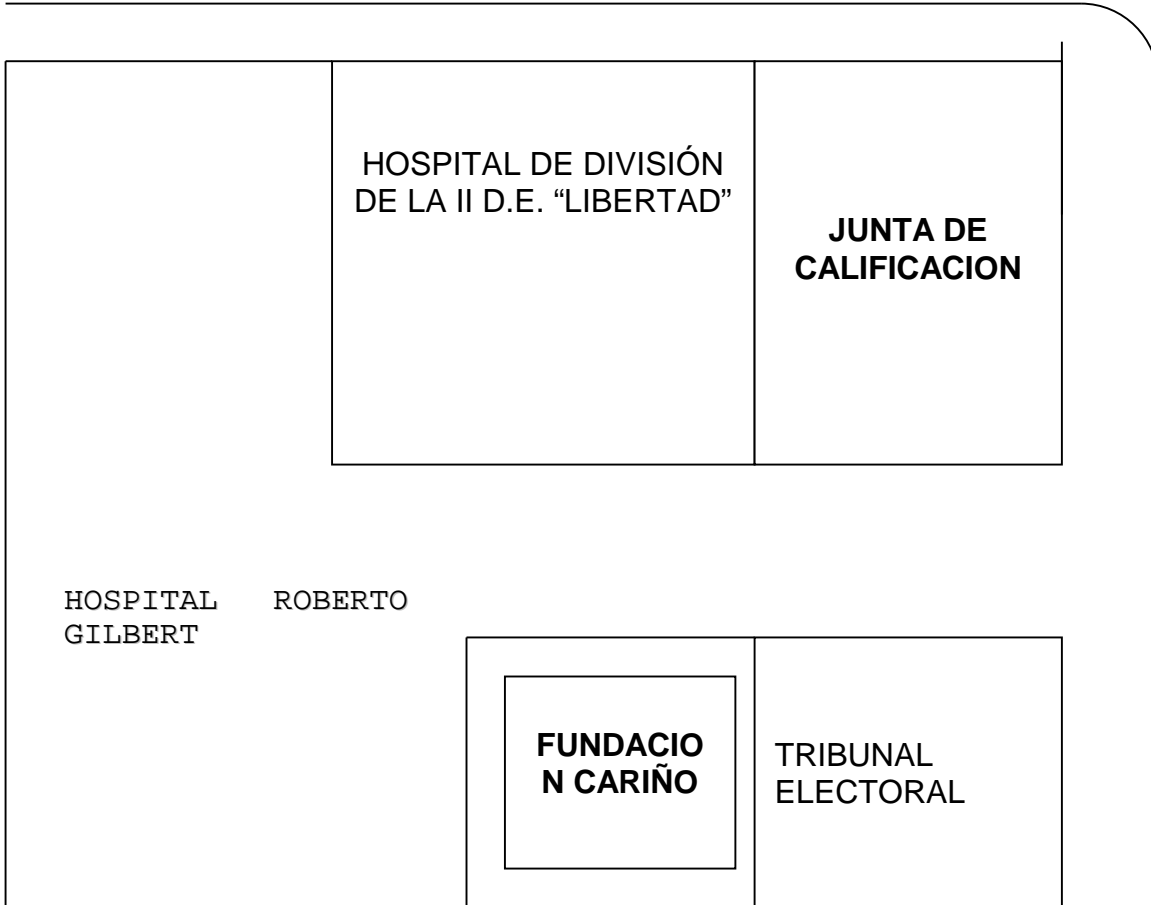 HOSPITAL DE DIVISIÓN
DE LA II D.E. “LIBERTAD”
JUNTA DE
CALIFICACION
HOSPITAL ROBERTO
GILBERT
FUNDACIO
N CARIÑO
TRIBUNAL
ELECTORAL